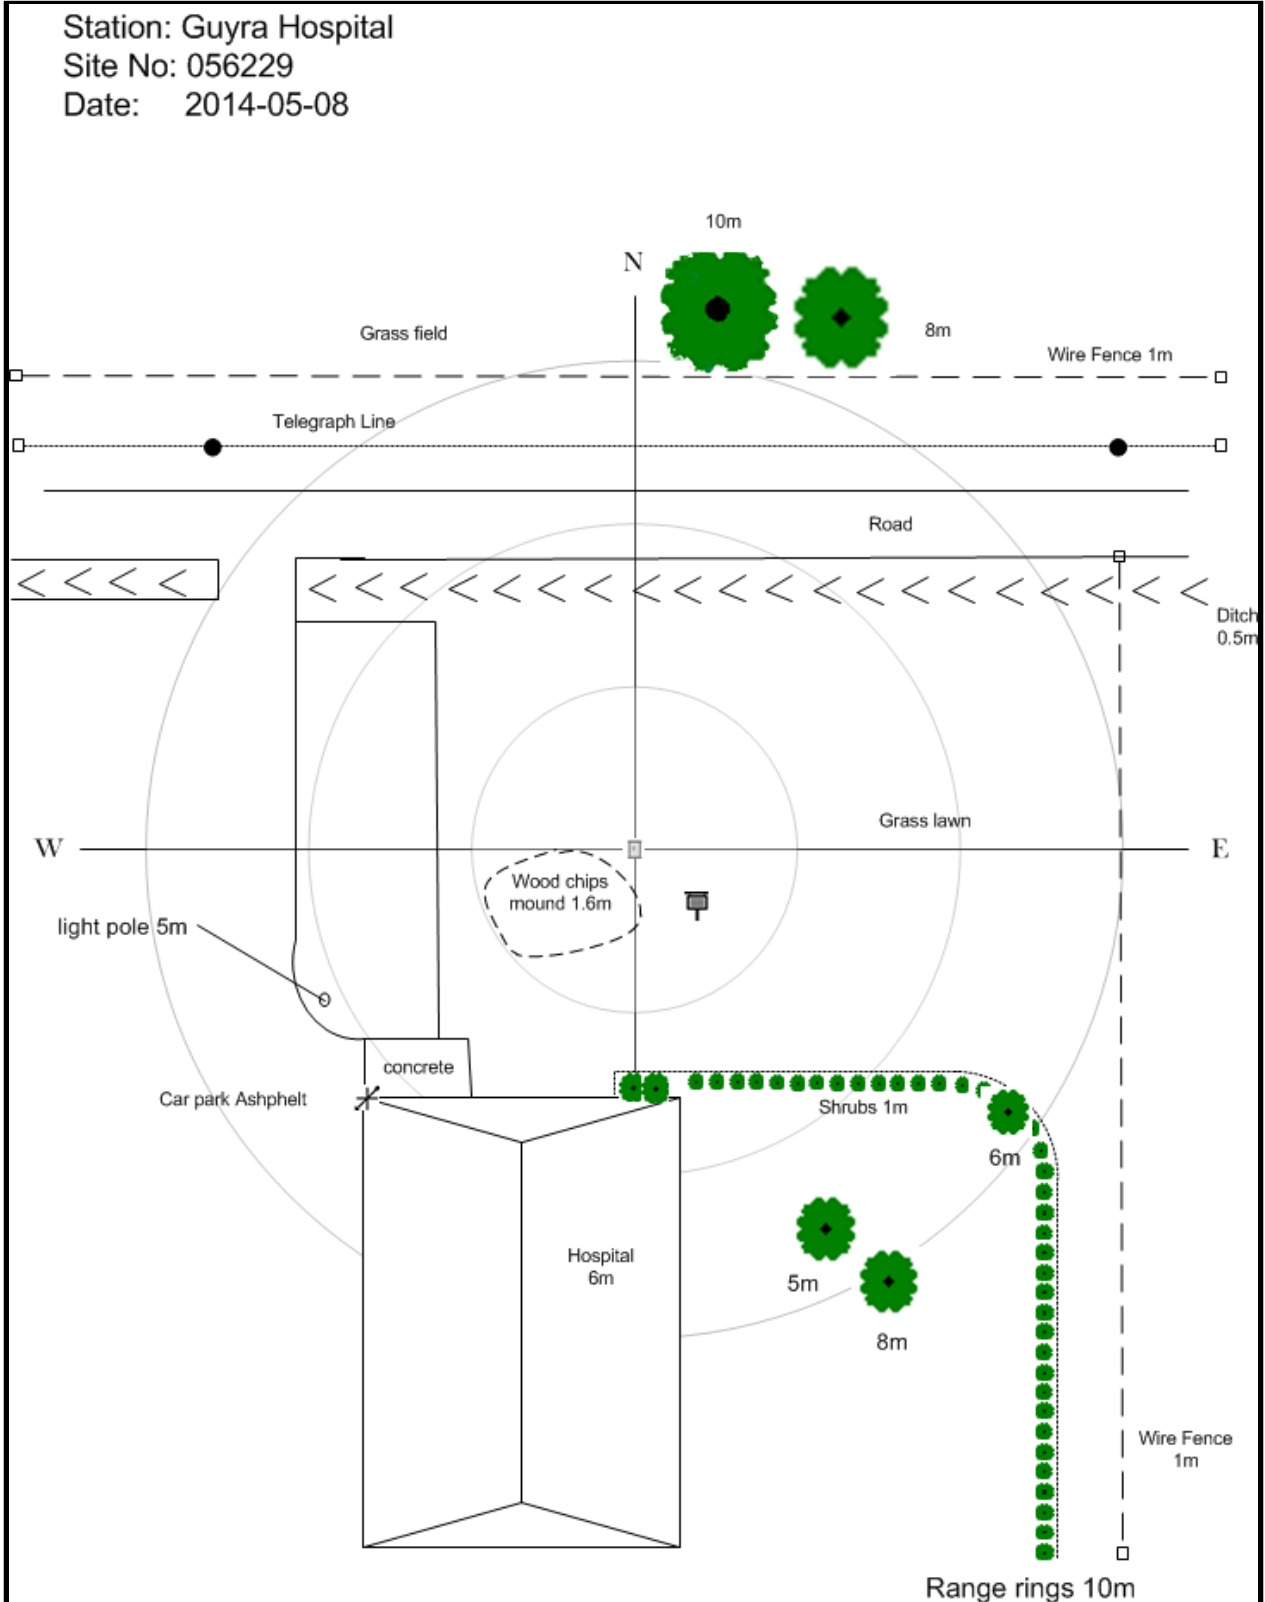 Station: Guyra Hospital
Site No: 056229
Date: 2014-05-08
10m
N
8m
Grass field
Wire Fence 1m
Telegraph Line
Road
Ditch
0.5m
Grass lawn
W
E
Wood chips
mound 1.6m
light pole 5m
concrete
Car park Ashphelt
Shrubs 1m
6m
Hospital
6m
5m
8m
Wire Fence
1m
Range rings 10m